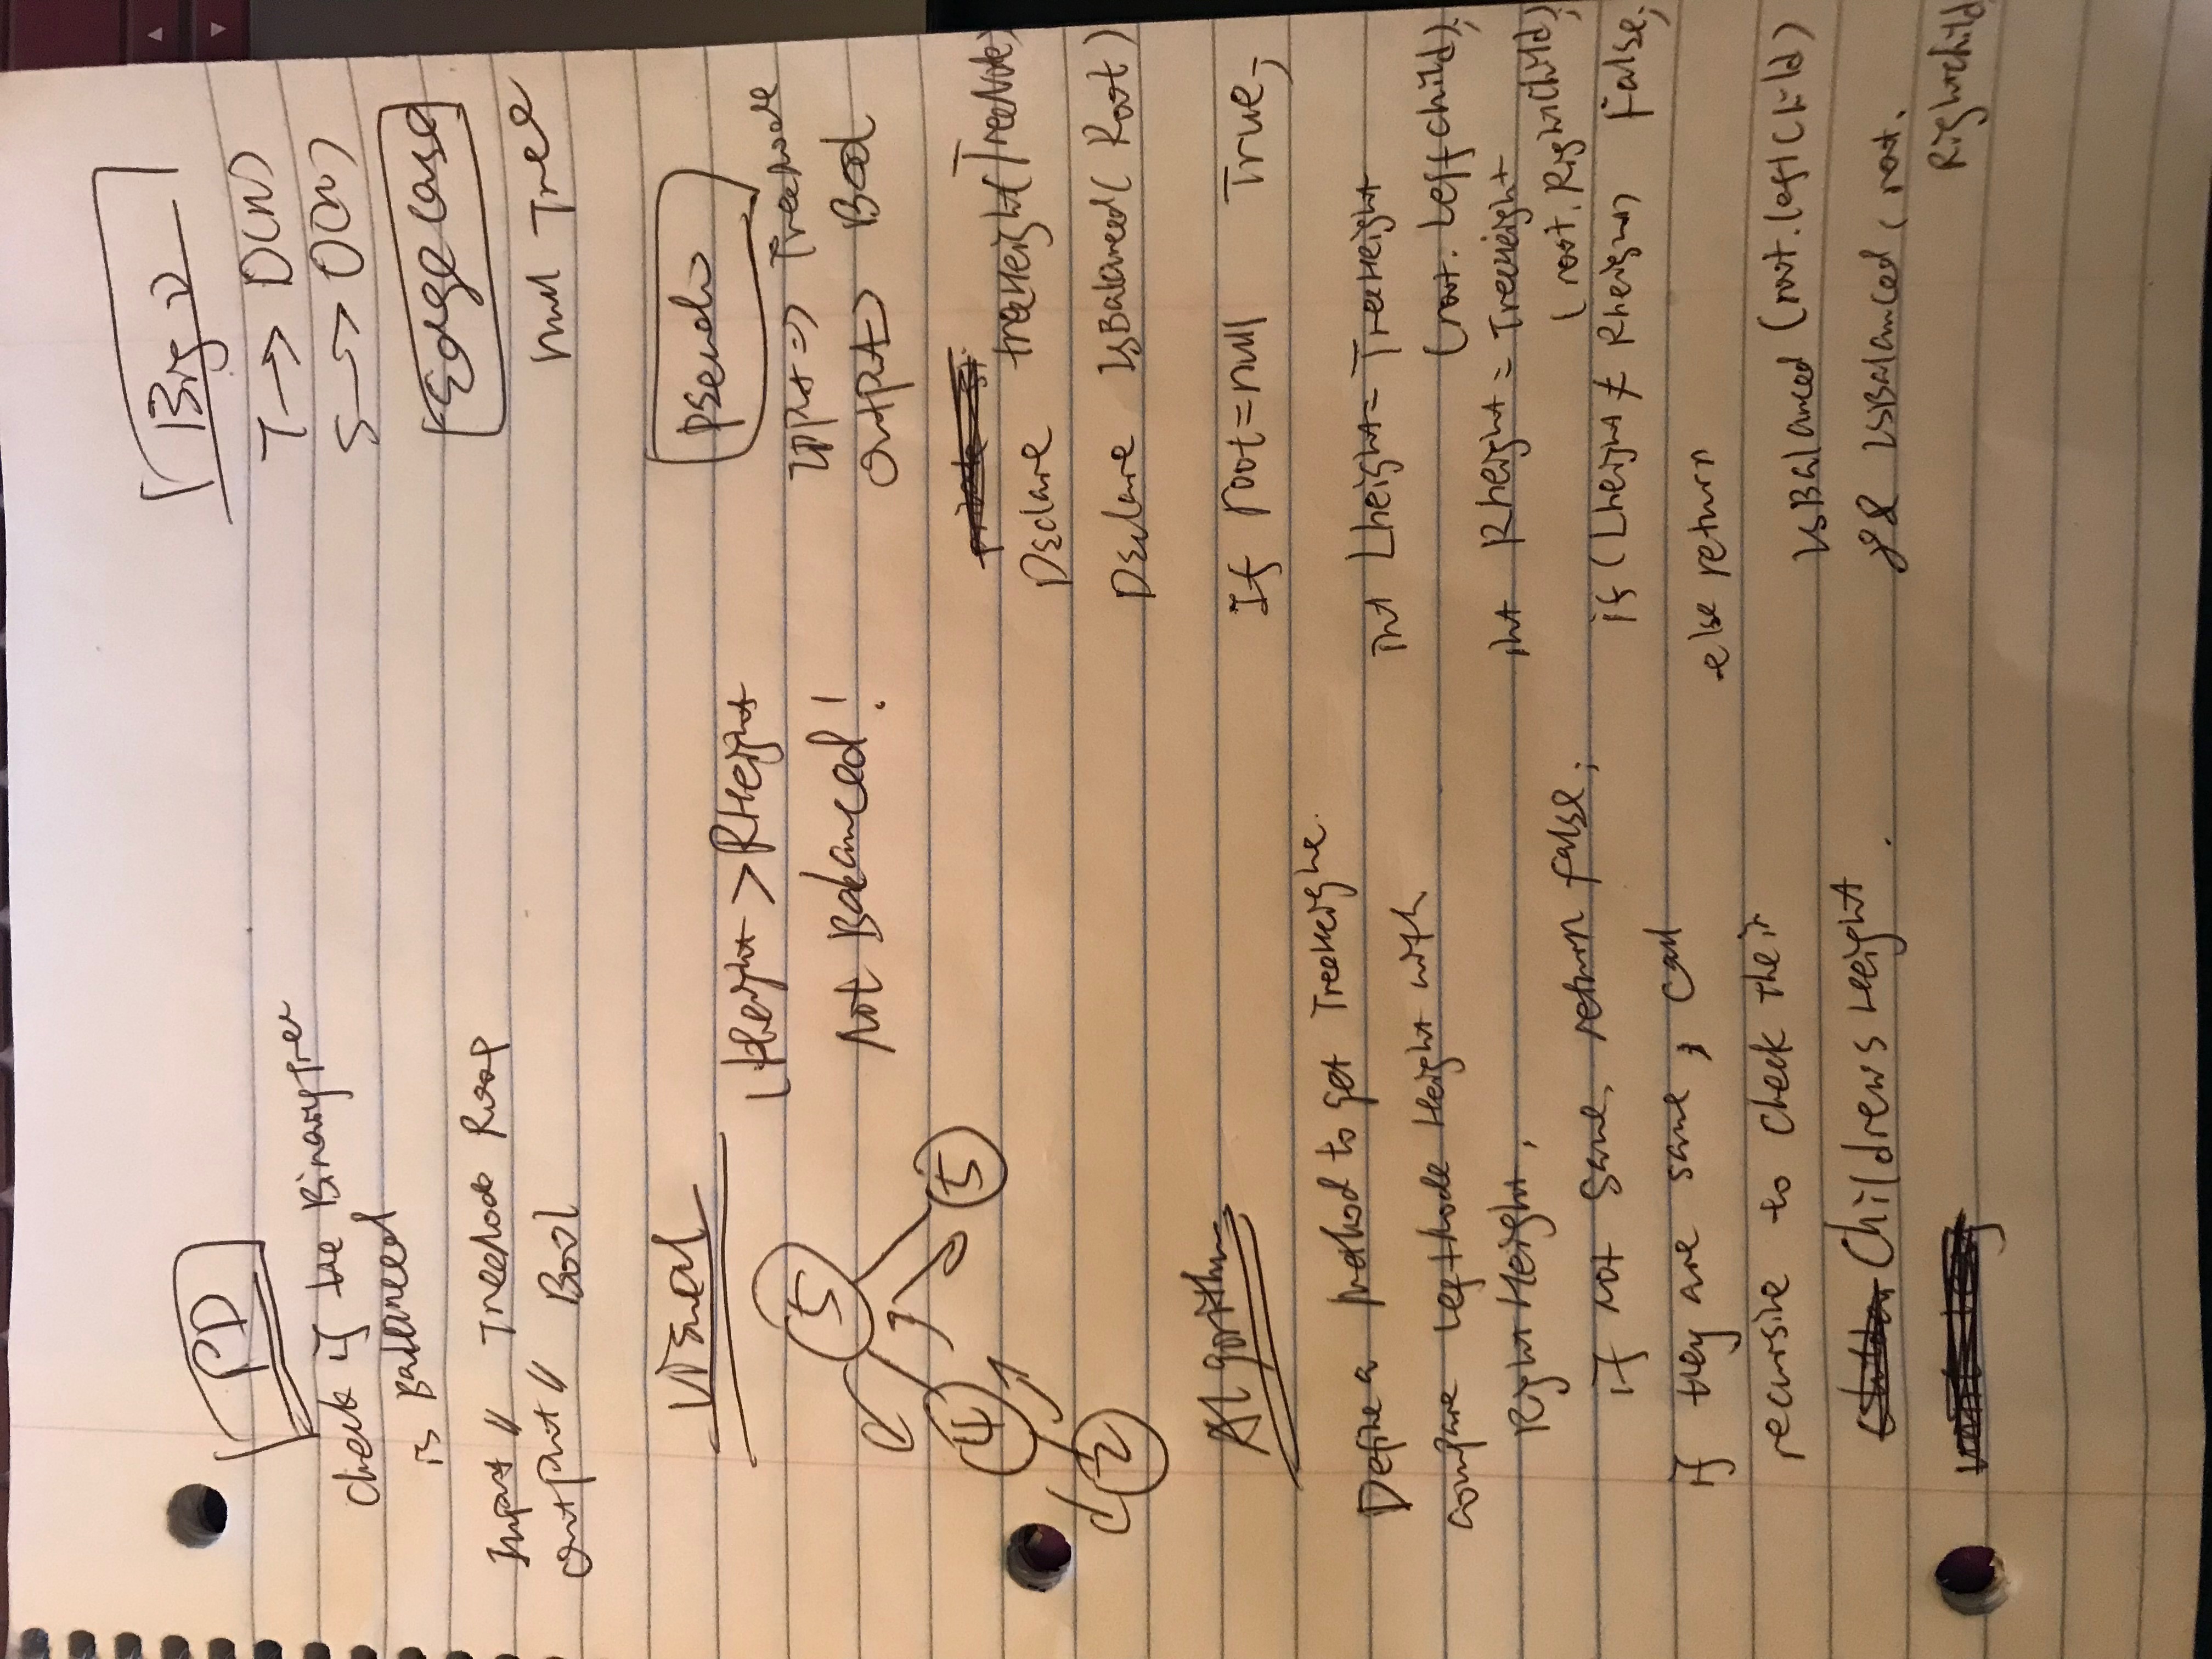 PD
Check if the BinaryTree
is Balanced
Input // TreeNode Root
Output // Bool
Visual
LHeight > RHeight
Not Balanced!
5
4
5
2
Algorithm
Define a Method to get TreeHeight.
compare LeftNode Height with
Right Height,
if not same, return false;
if they are same, call
recursive to check their
Children's Height.
Big O
T → O(N)
S → O(N)
Edge Case
Null Tree
Pseudo
Input => TreeNode
Output => Bool
Declare treeHeight(TreeNode)
Declare IsBalanced(Root)
If root = null True;
int Lheight = TreeHeight
(root. Leftchild);
int Rheight = TreeHeight
(root. RightChild);
if (Lheight ≠ Rheight) False;
else return
IsBalanced (root.leftChild)
&& IsBalanced (root.
Rightchild